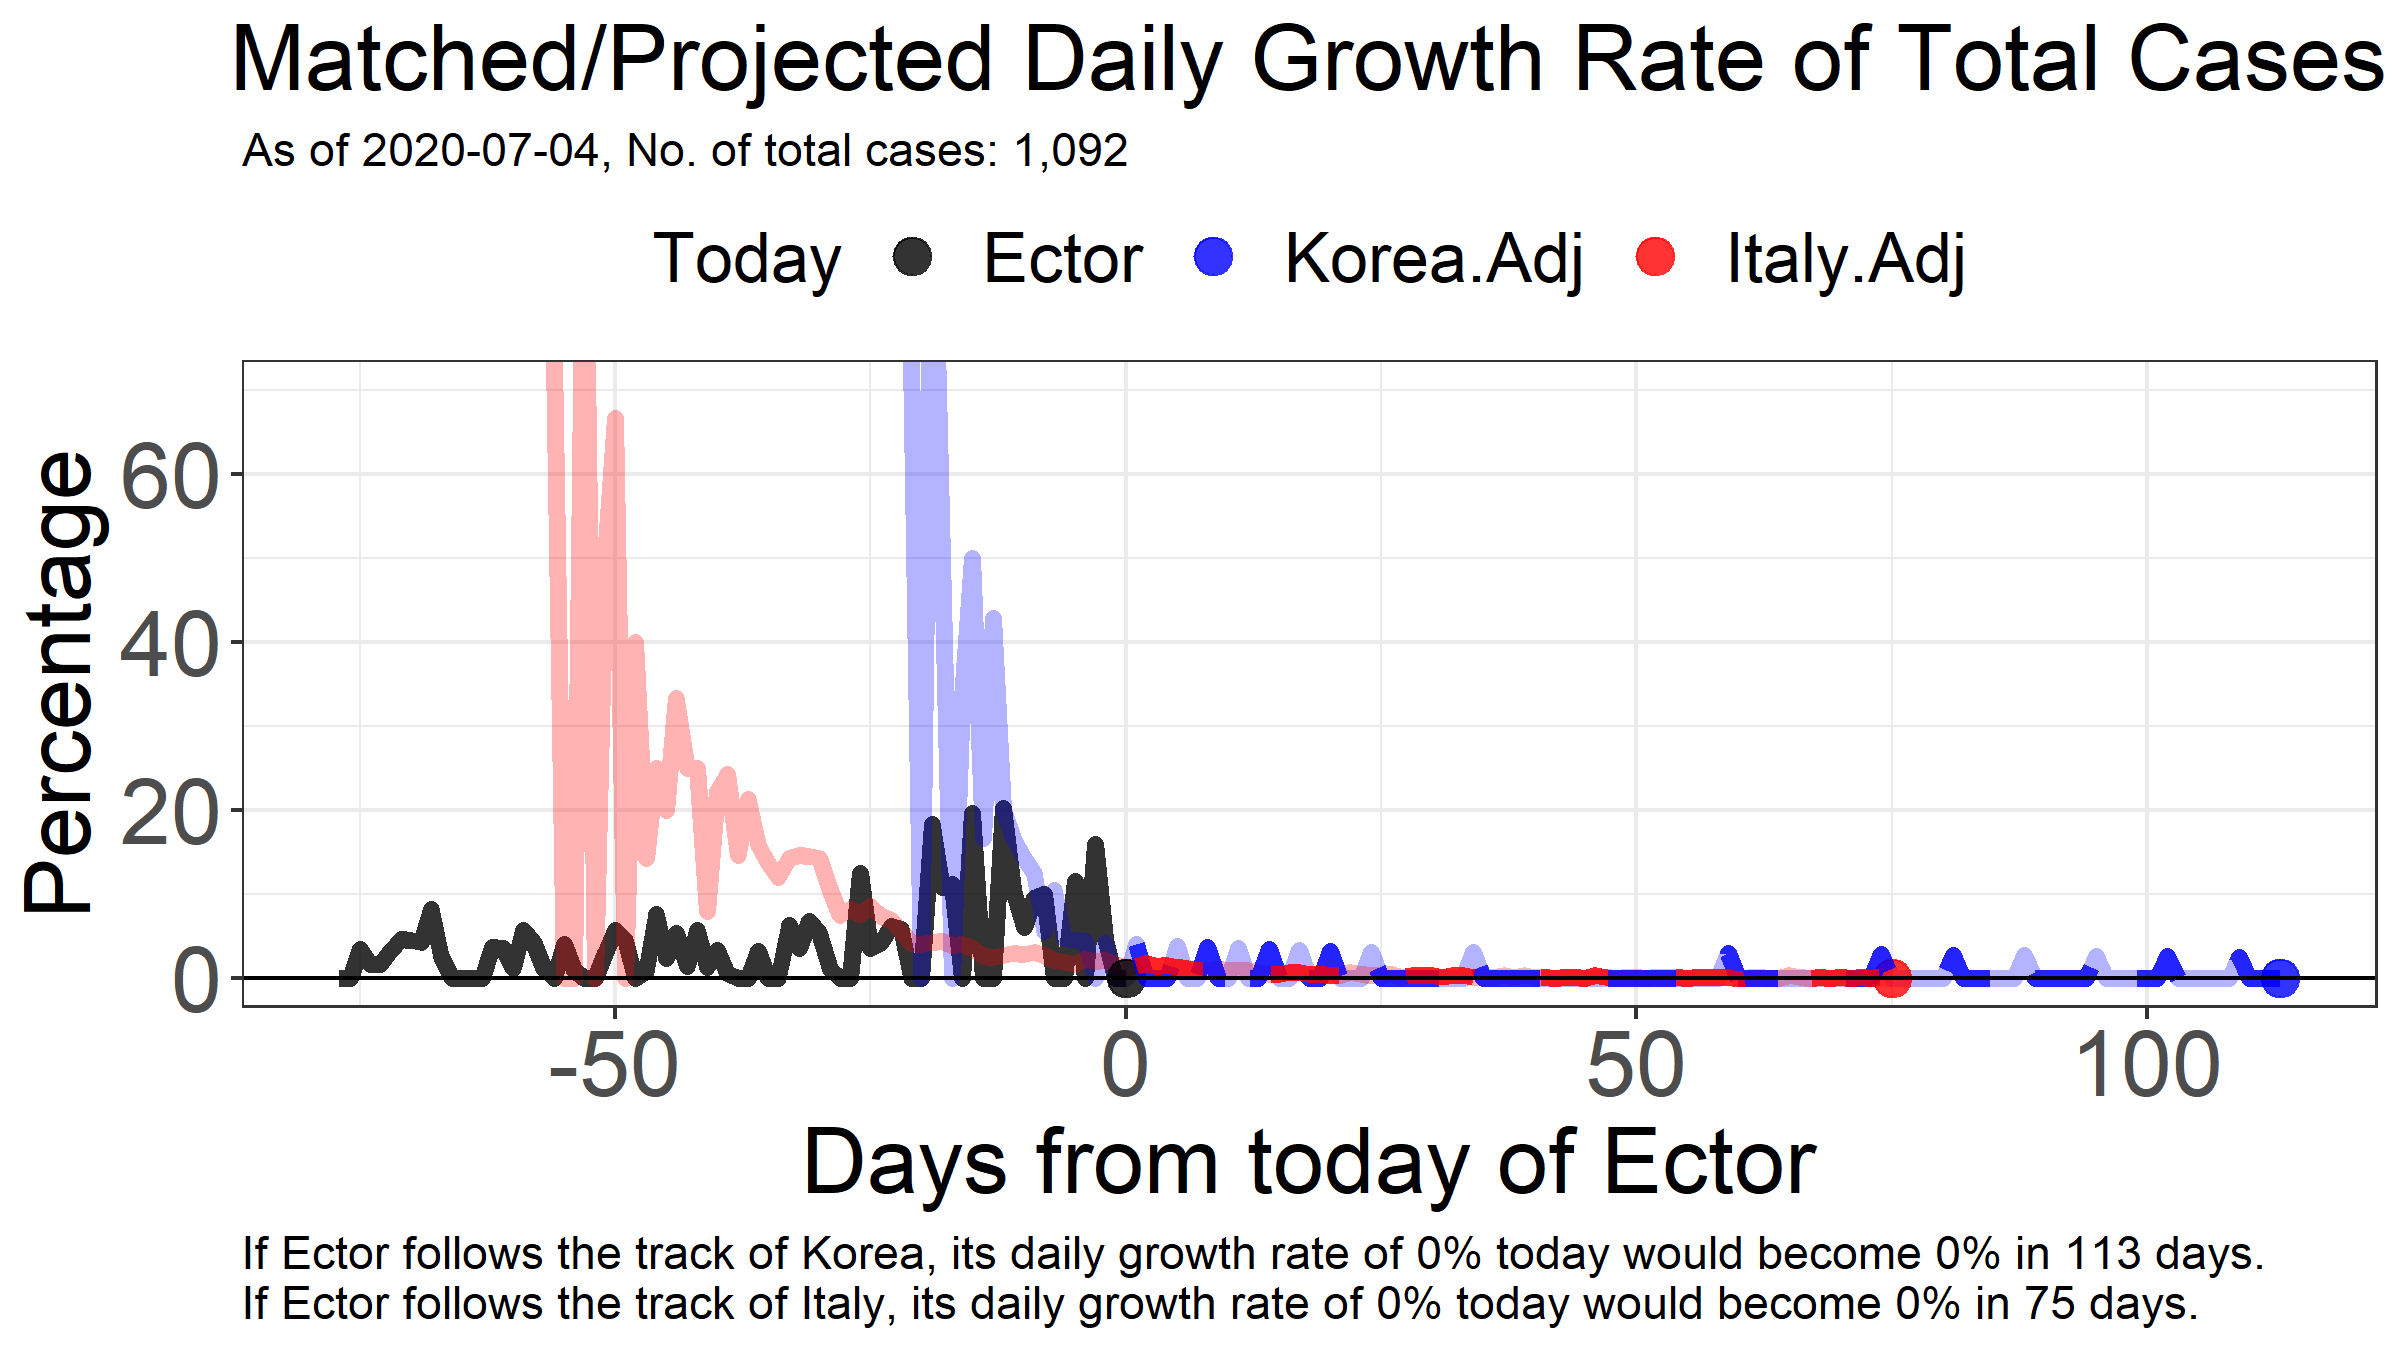 Matched/Projected Daily Growth Rate of Total Cases
As of 2020-07-04, No. of total cases: 1,092
Today Ector Korea.Adj Italy.Adj
Percentage
60
40
20
0
-50 0 50 100
Days from today of Ector
If Ector follows the track of Korea, its daily growth rate of 0% today would become 0% in 113 days.
If Ector follows the track of Italy, its daily growth rate of 0% today would become 0% in 75 days.